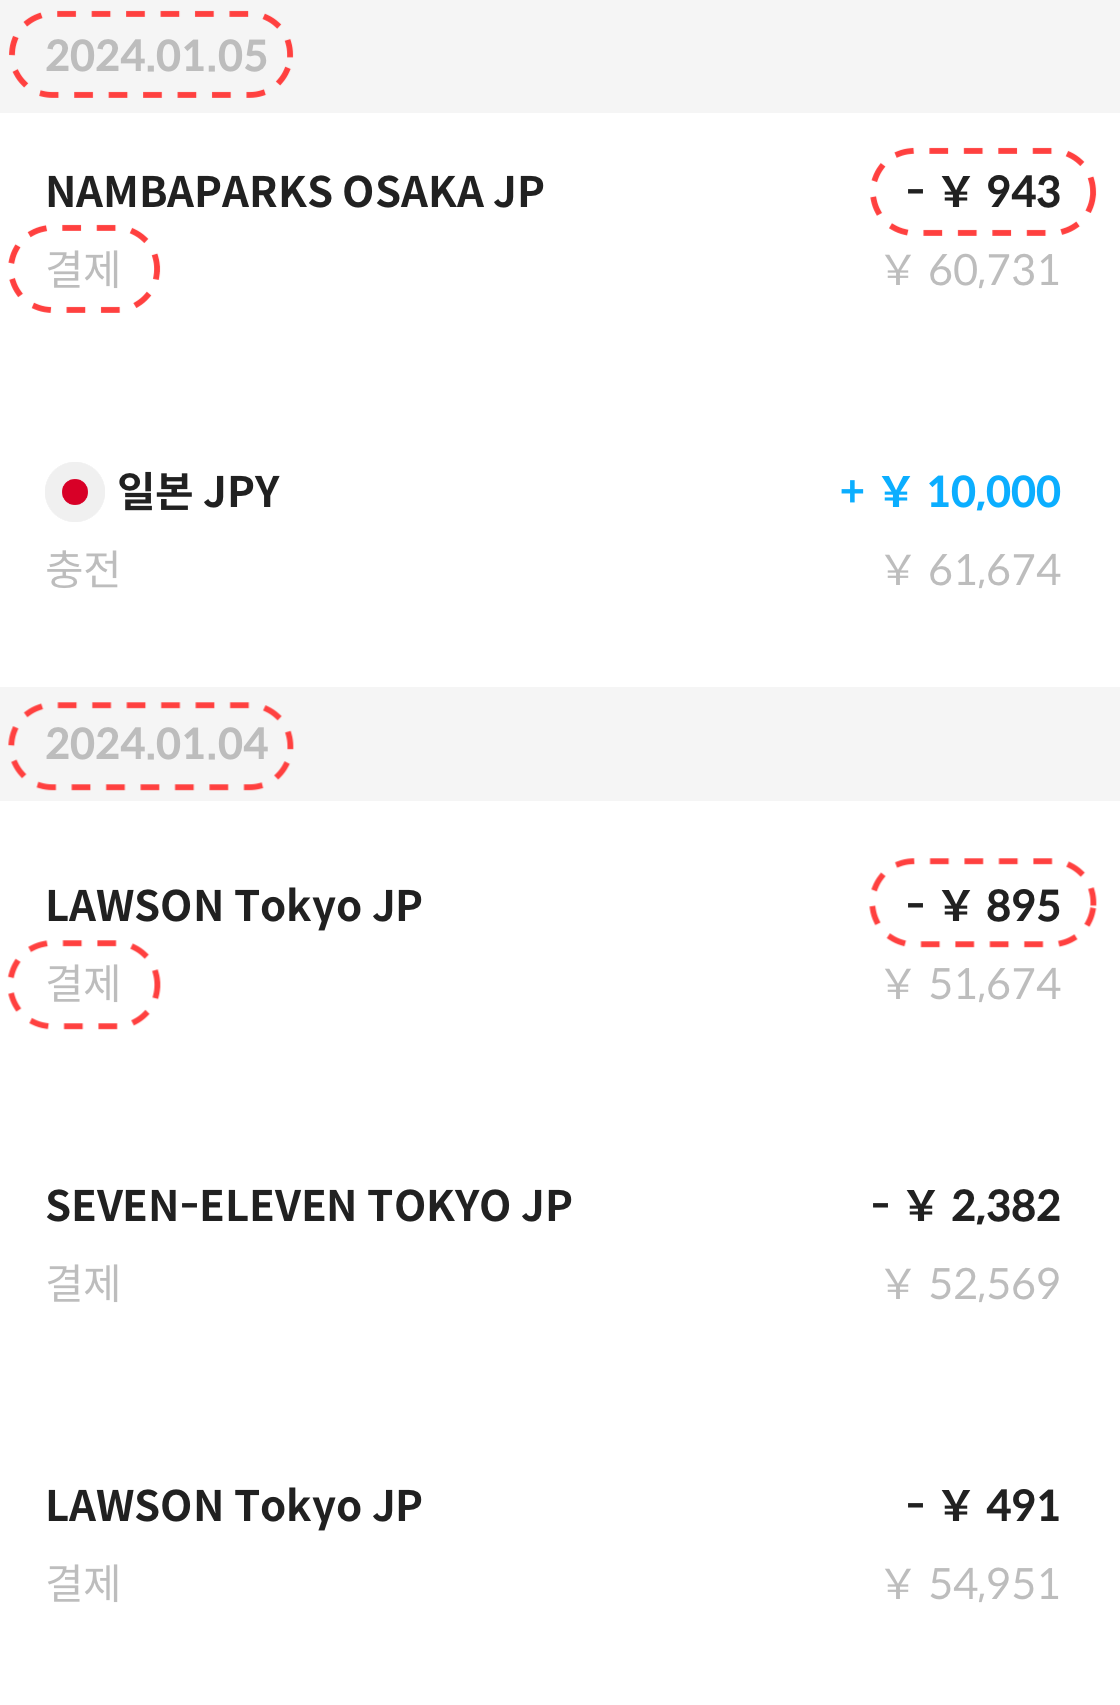 2024.01.05
NAMBAPARKS OSAKA JP - ¥ 943
결제 ¥ 60,731
일본 JPY + ¥ 10,000
충전 ¥ 61,674
2024.01.04
LAWSON Tokyo JP - ¥ 895
결제 ¥ 51,674
SEVEN-ELEVEN TOKYO JP - ¥ 2,382
결제 ¥ 52,569
LAWSON Tokyo JP - ¥ 491
결제 ¥ 54,951